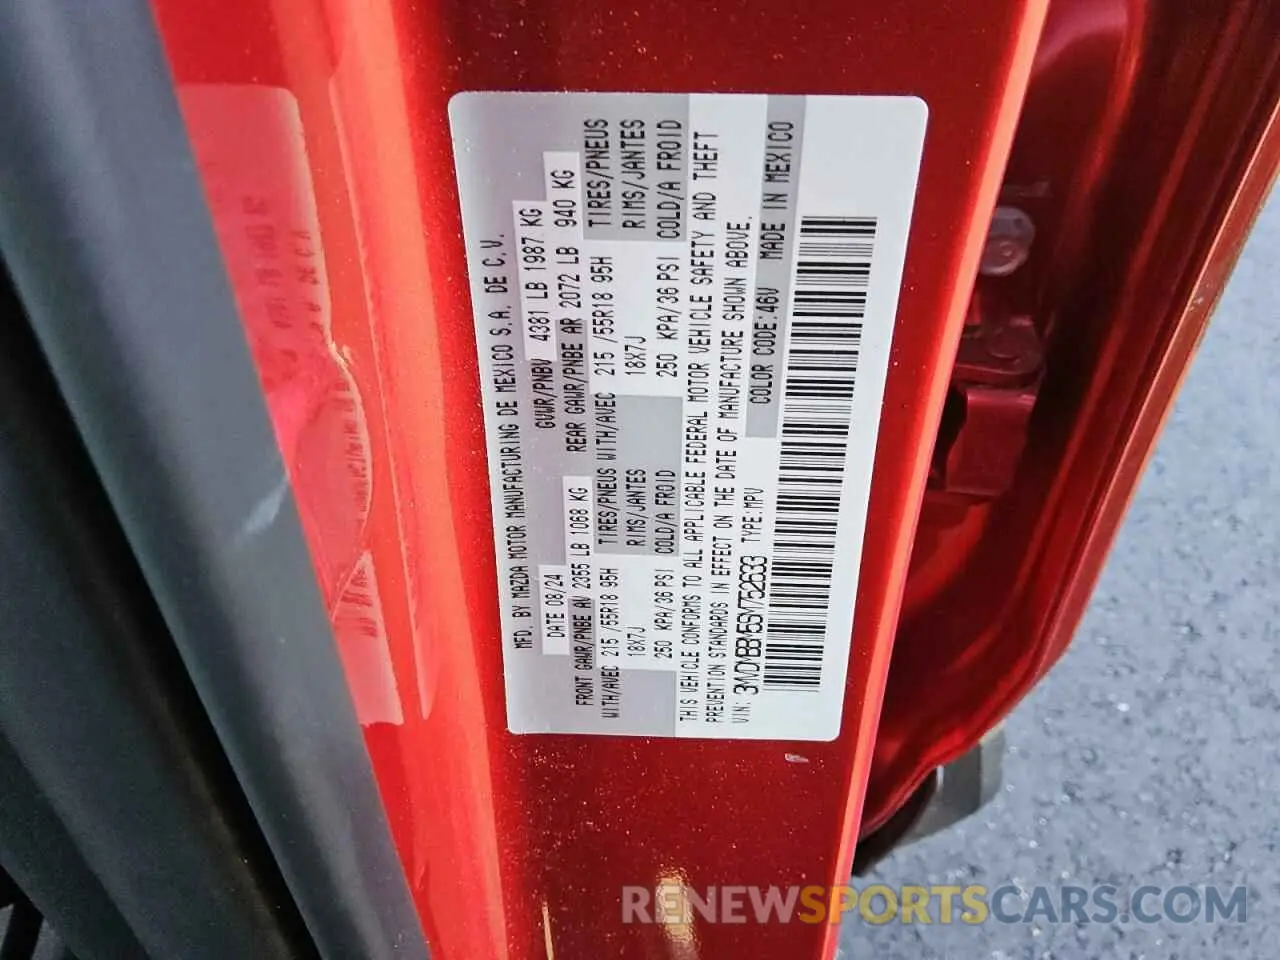 MFD. BY MAZDA MOTOR MANUFACTURING DE MEXICO S.A. DE C.V.
DATE 08/24 GVWR/PNBV 4381 LB 1987 KG
FRONT GAWR/PNBE AV 2355 LB 1068 KG REAR GAWR/PNBE AR 2072 LB 940 KG
WITH/AVEC 215 /55R18 95H TIRES/PNEUS WITH/AVEC 215 /55R18 95H TIRES/PNEUS
18X7J RIMS/JANTES 18X7J RIMS/JANTES
250 KPA/36 PSI COLD/A FROID 250 KPA/36 PSI COLD/A FROID
THIS VEHICLE CONFORMS TO ALL APPLICABLE FEDERAL MOTOR VEHICLE SAFETY AND THEFT
PREVENTION STANDARDS IN EFFECT ON THE DATE OF MANUFACTURE SHOWN ABOVE.
VIN: 3MVDMBBM5SM752633 TYPE:MPV COLOR CODE:46V MADE IN MEXICO
RENEWSPORTSCARS.COM